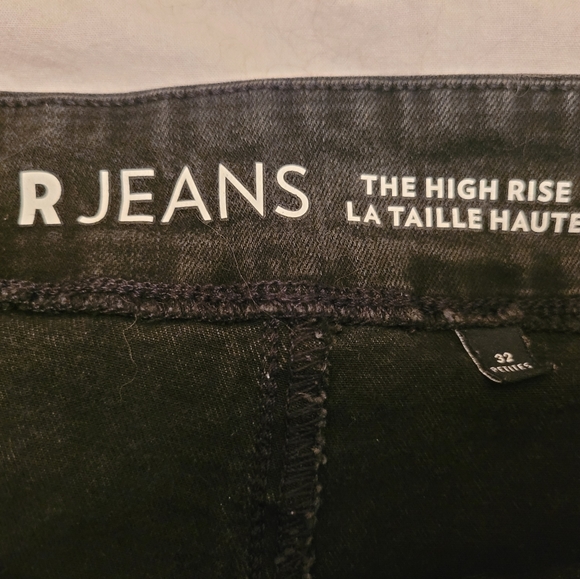 R JEANS
THE HIGH RISE
LA TAILLE HAUTE
32
PETITES